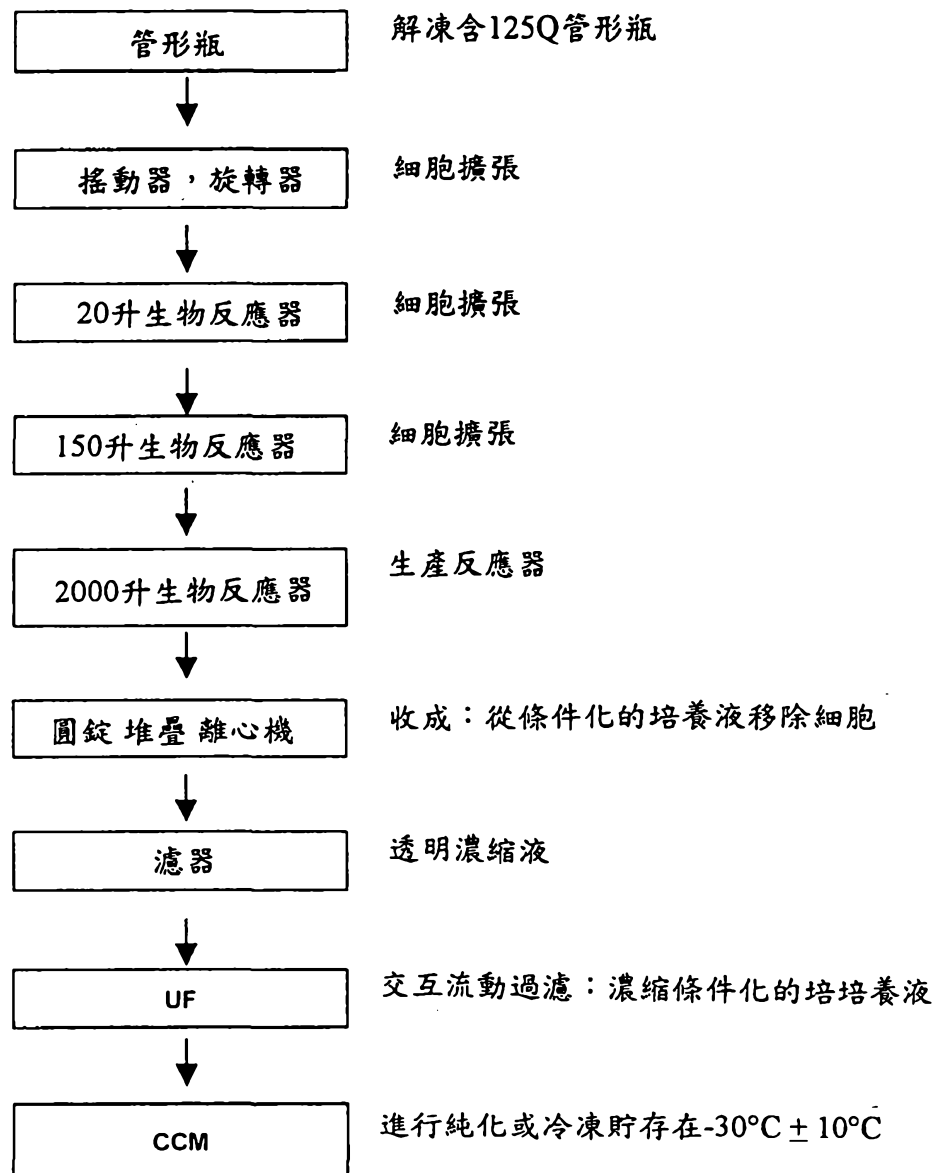 管形瓶 解凍含125Q管形瓶
搖動器，旋轉器 細胞擴張
20升生物反應器 細胞擴張
150升生物反應器 細胞擴張
2000升生物反應器 生產反應器
圓錠 堆疊 離心機 收成：從條件化的培養液移除細胞
濾器 透明濃縮液
UF 交互流動過濾：濃縮條件化的培培養液
CCM 進行純化或冷凍貯存在-30°C ± 10°C